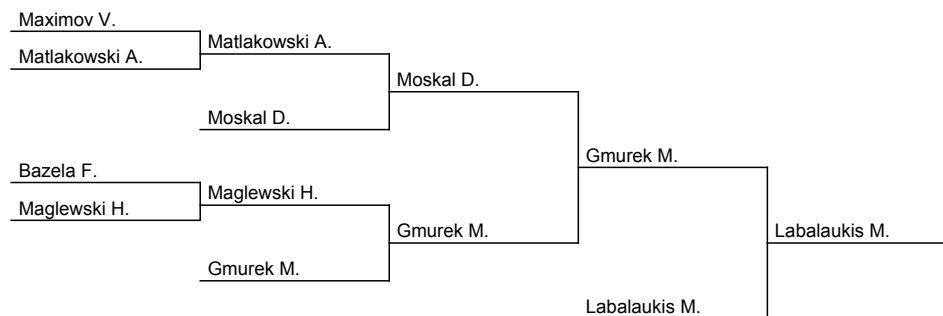 Maximov V.
Matlakowski A.
Matlakowski A.
Moskal D.
Moskal D.
Gmurek M.
Bazela F.
Maglewski H.
Maglewski H.
Gmurek M.
Labalaukis M.
Gmurek M.
Labalaukis M.